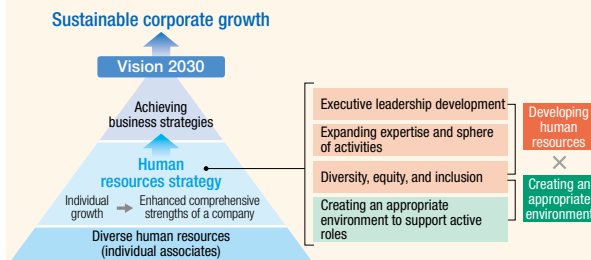 Sustainable corporate growth
Vision 2030
Achieving
business strategies
Human
resources strategy
Individual
growth
Enhanced comprehensive
strengths of a company
Diverse human resources
(individual associates)
Executive leadership development
Expanding expertise and sphere
of activities
Diversity, equity, and inclusion
Creating an appropriate
environment to support active
roles
Developing
human
resources
×
Creating an
appropriate
environment